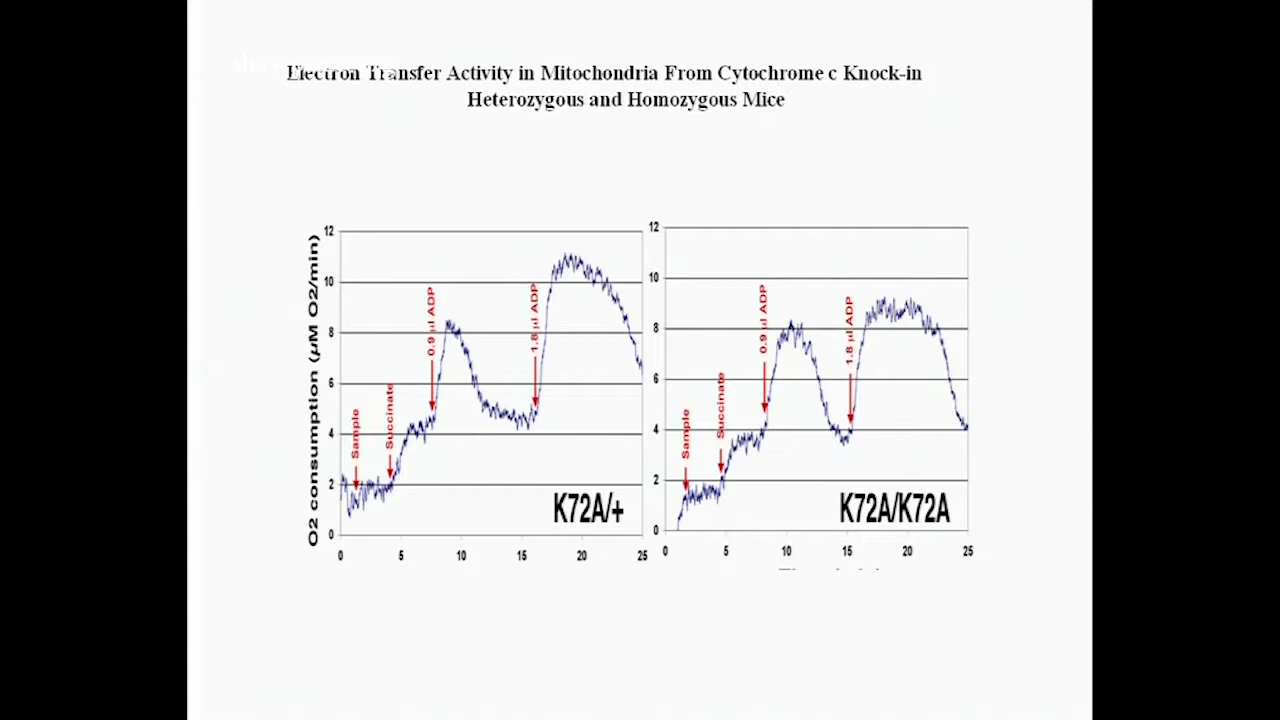 Electron Transfer Activity in Mitochondria From Cytochrome c Knock-in
Heterozygous and Homozygous Mice
O2 consumption (µM O2/min)
12
10
8
6
4
2
0
Sample
Succinate
0.9 µl ADP
1.8 µl ADP
K72A/+
0 5 10 15 20 25
12
10
8
6
4
2
0
Sample
Succinate
0.9 µl ADP
1.8 µl ADP
K72A/K72A
0 5 10 15 20 25